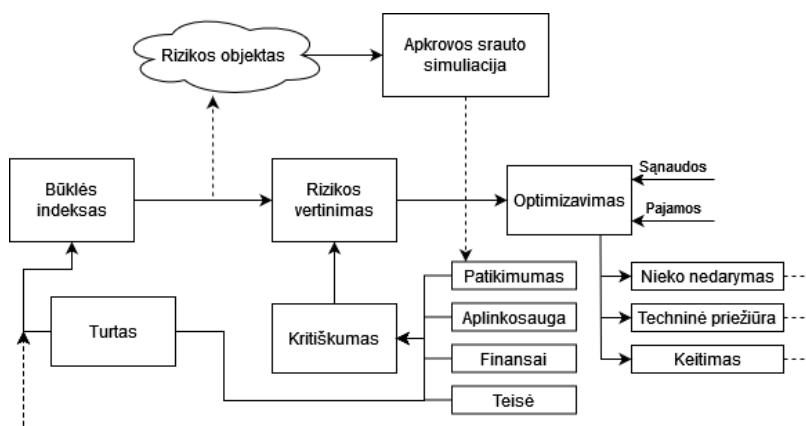 Rizikos objektas
Apkrovos srauto
simuliacija
Būklės
indeksas
Rizikos
vertinimas
Optimizavimas
Sąnaudos
Pajamos
Patikimumas
Nieko nedarymas
Turtas
Kritiškumas
Aplinkosauga
Techninė priežiūra
Finansai
Keitimas
Teisė